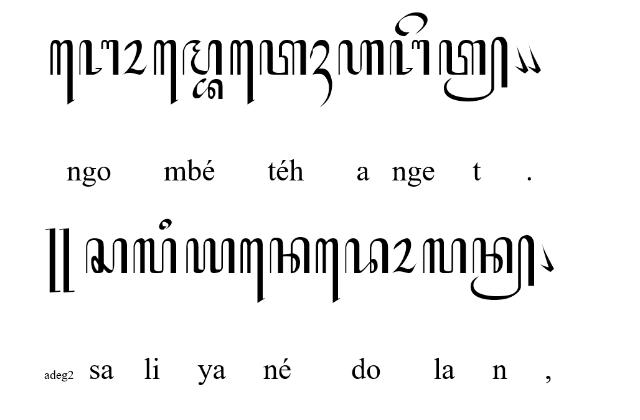 ꦔꦺꦴꦩ꧀ꦧꦺꦠꦺꦃꦲꦔꦼꦠ꧀꧉
ngo mbé téh a nge t .
꧋ꦱꦭꦶꦪꦤꦺꦢꦺꦴꦭꦤ꧀꧈
adeg2 sa li ya né do la n ,